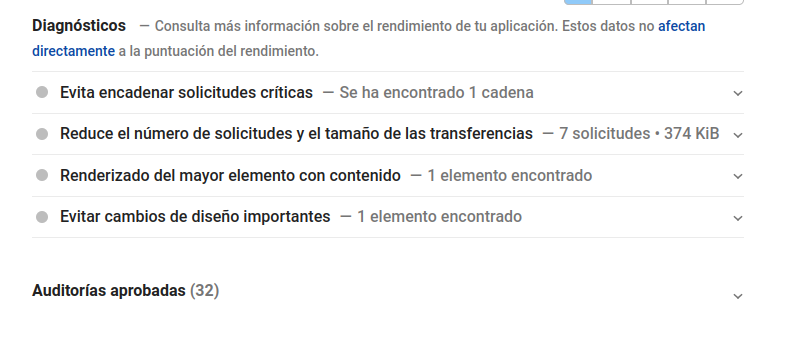 Diagnósticos — Consulta más información sobre el rendimiento de tu aplicación. Estos datos no afectan
directamente a la puntuación del rendimiento.
Evita encadenar solicitudes críticas — Se ha encontrado 1 cadena
Reduce el número de solicitudes y el tamaño de las transferencias — 7 solicitudes • 374 KiB
Renderizado del mayor elemento con contenido — 1 elemento encontrado
Evitar cambios de diseño importantes — 1 elemento encontrado
Auditorías aprobadas (32)